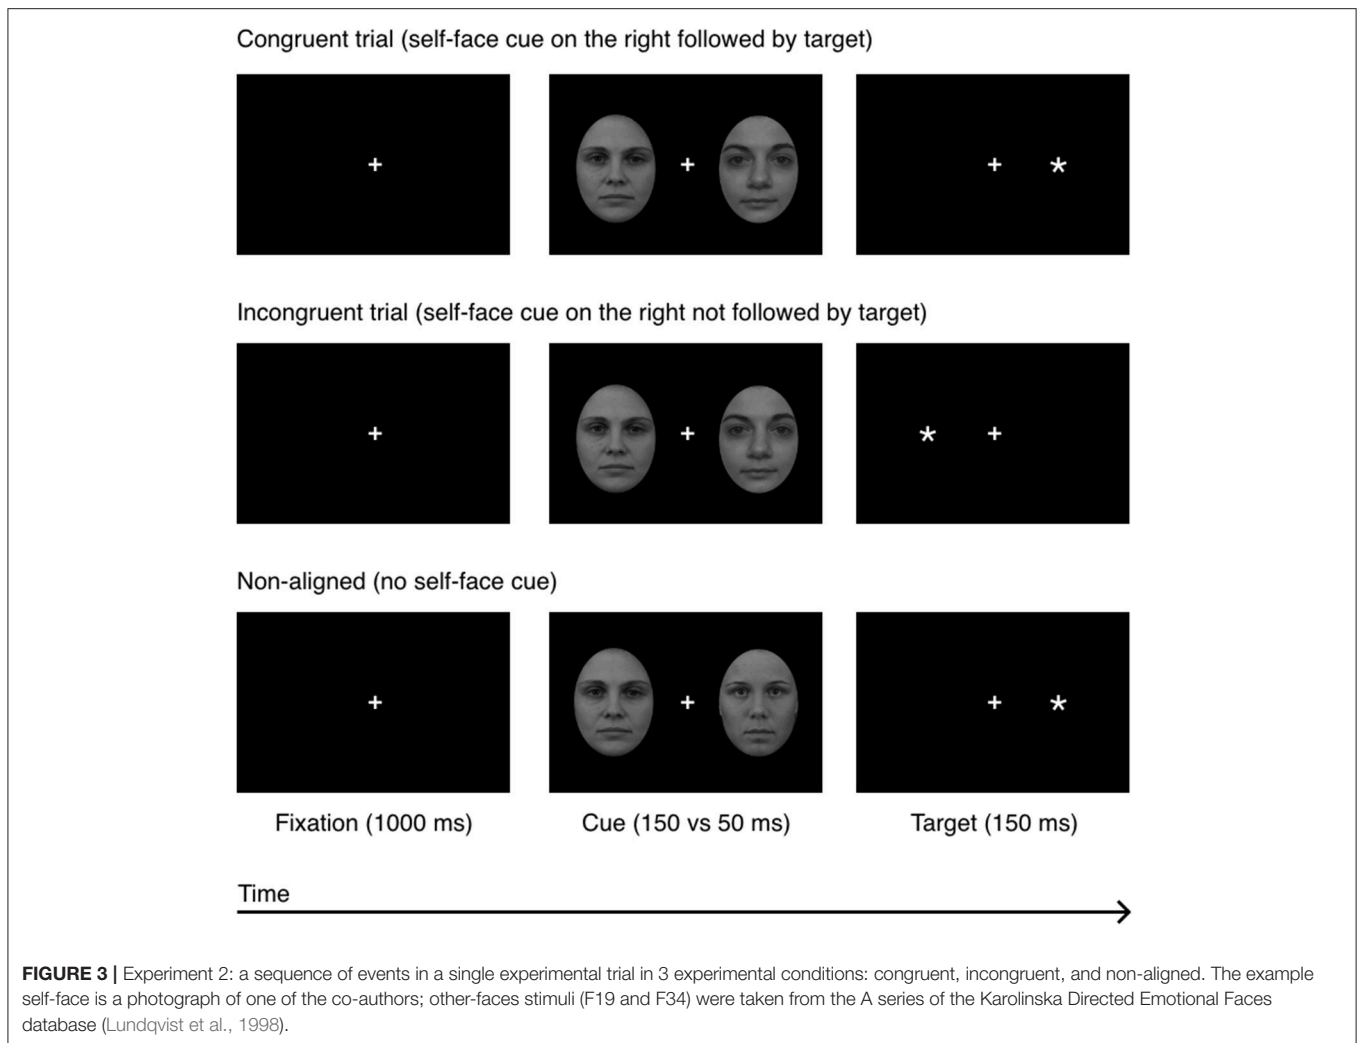 Congruent trial (self-face cue on the right followed by target)
+
+
+ *
Incongruent trial (self-face cue on the right not followed by target)
+
+
* +
Non-aligned (no self-face cue)
+
+
+ *
Fixation (1000 ms) Cue (150 vs 50 ms) Target (150 ms)
Time
FIGURE 3 | Experiment 2: a sequence of events in a single experimental trial in 3 experimental conditions: congruent, incongruent, and non-aligned. The example
self-face is a photograph of one of the co-authors; other-faces stimuli (F19 and F34) were taken from the A series of the Karolinska Directed Emotional Faces
database (Lundqvist et al., 1998).